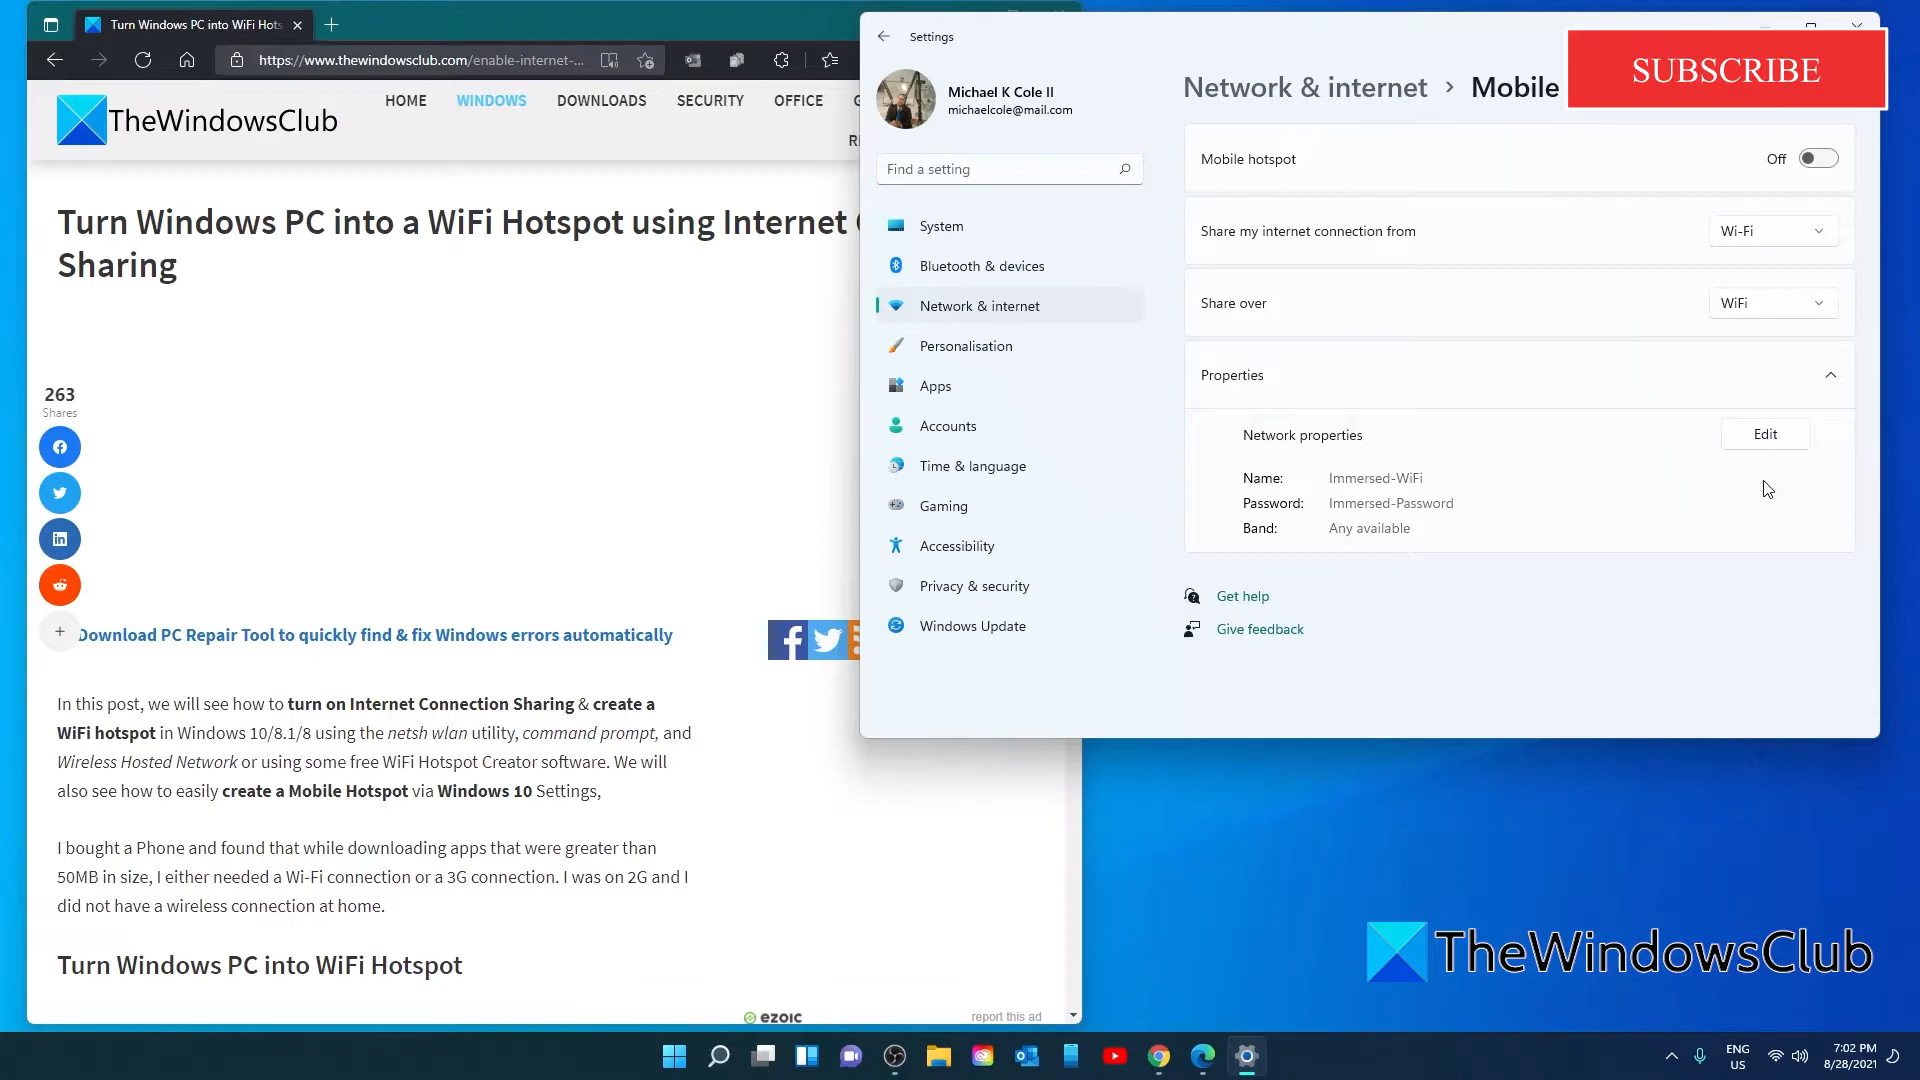 Turn Windows PC into WiFi Hots
https://www.thewindowsclub.com/enable-internet-...
TheWindowsClub
HOME WINDOWS DOWNLOADS SECURITY OFFICE
Turn Windows PC into a WiFi Hotspot using Internet
Sharing
263
Shares
Download PC Repair Tool to quickly find & fix Windows errors automatically
In this post, we will see how to turn on Internet Connection Sharing & create a
WiFi hotspot in Windows 10/8.1/8 using the netsh wlan utility, command prompt, and
Wireless Hosted Network or using some free WiFi Hotspot Creator software. We will
also see how to easily create a Mobile Hotspot via Windows 10 Settings,
I bought a Phone and found that while downloading apps that were greater than
50MB in size, I either needed a Wi-Fi connection or a 3G connection. I was on 2G and I
did not have a wireless connection at home.
Turn Windows PC into WiFi Hotspot
ezoic
report this ad
Settings
Michael K Cole II
michaelcole@mail.com
Find a setting
System
Bluetooth & devices
Network & internet
Personalisation
Apps
Accounts
Time & language
Gaming
Accessibility
Privacy & security
Windows Update
Network & internet › Mobile
SUBSCRIBE
Mobile hotspot Off
Share my internet connection from Wi-Fi
Share over WiFi
Properties
Network properties Edit
Name: Immersed-WiFi
Password: Immersed-Password
Band: Any available
Get help
Give feedback
TheWindowsClub
ENG
US
7:02 PM
8/28/2021